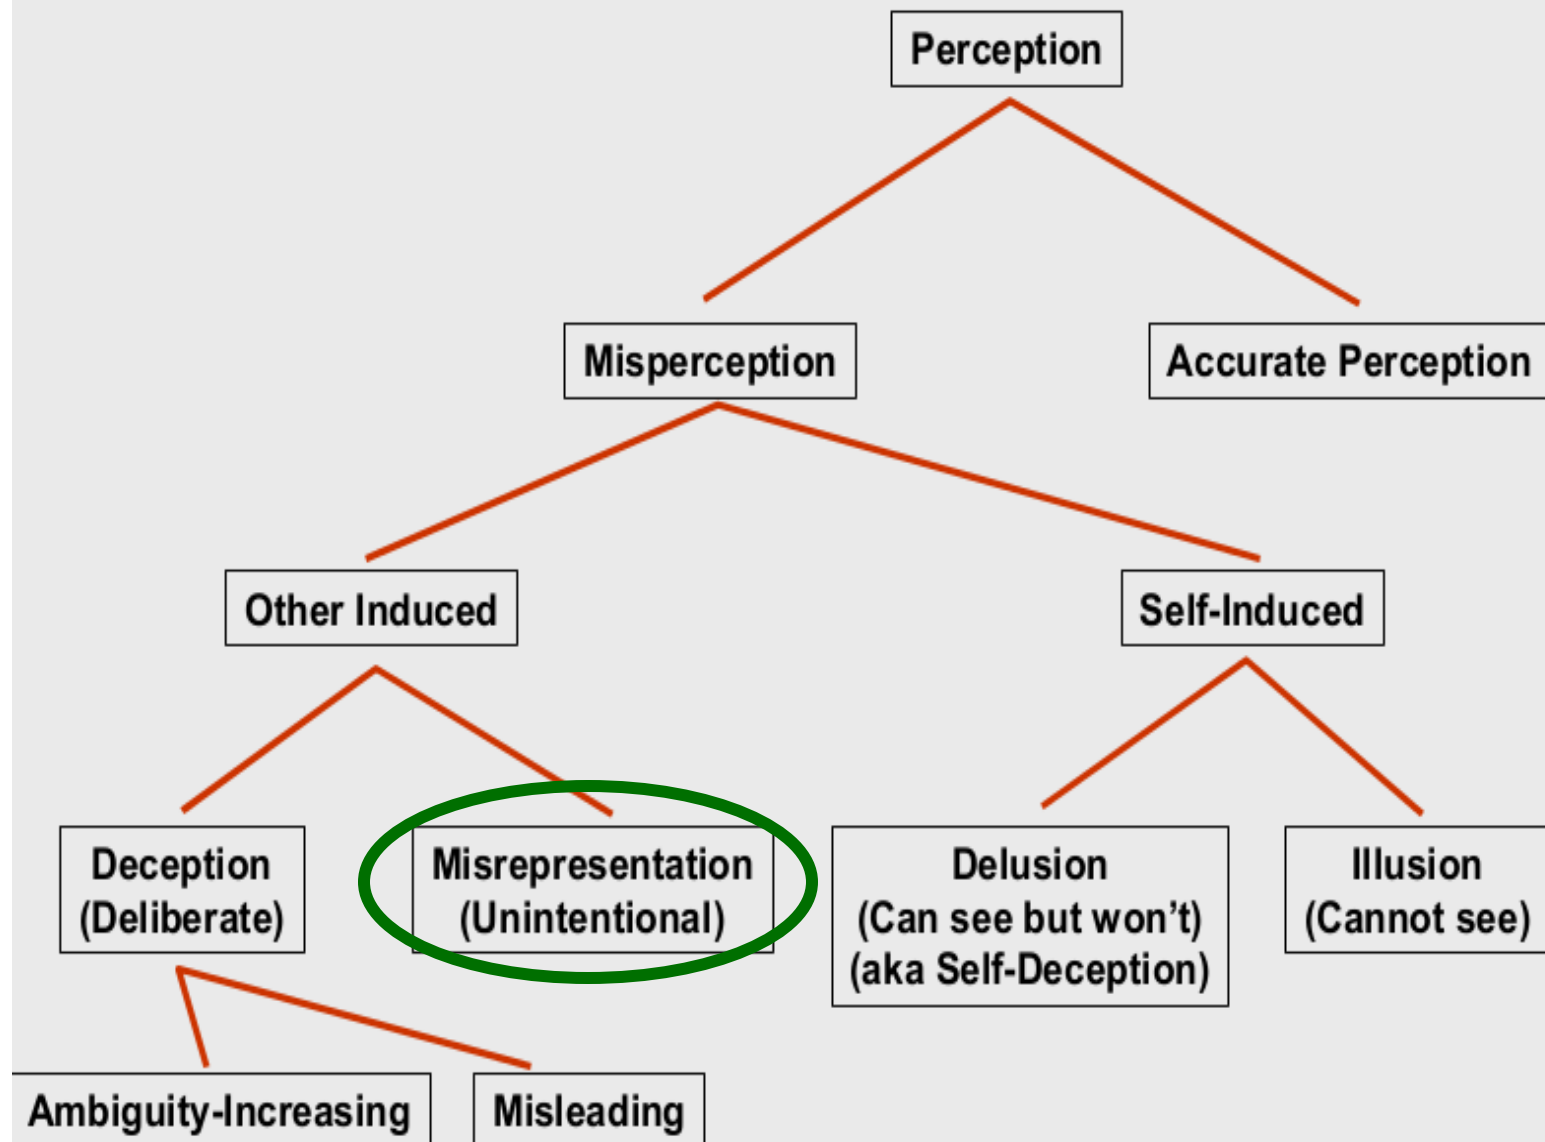 Perception
Misperception
Accurate Perception
Other Induced
Self-Induced
Deception
(Deliberate)
Misrepresentation
(Unintentional)
Delusion
(Can see but won’t)
(aka Self-Deception)
Illusion
(Cannot see)
Ambiguity-Increasing
Misleading